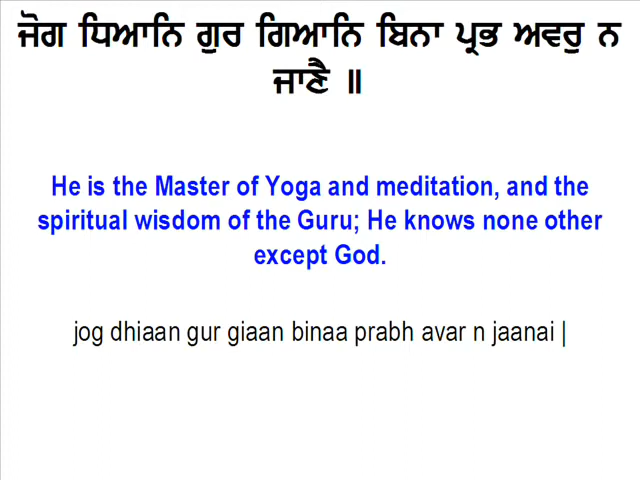 ਜੋਗ ਧਿਆਨਿ ਗੁਰ ਗਿਆਨਿ ਬਿਨਾ ਪ੍ਰਭ ਅਵਰੁ ਨ
ਜਾਣੈ ॥
He is the Master of Yoga and meditation, and the
spiritual wisdom of the Guru; He knows none other
except God.
jog dhiaan gur giaan binaa prabh avar n jaanai |